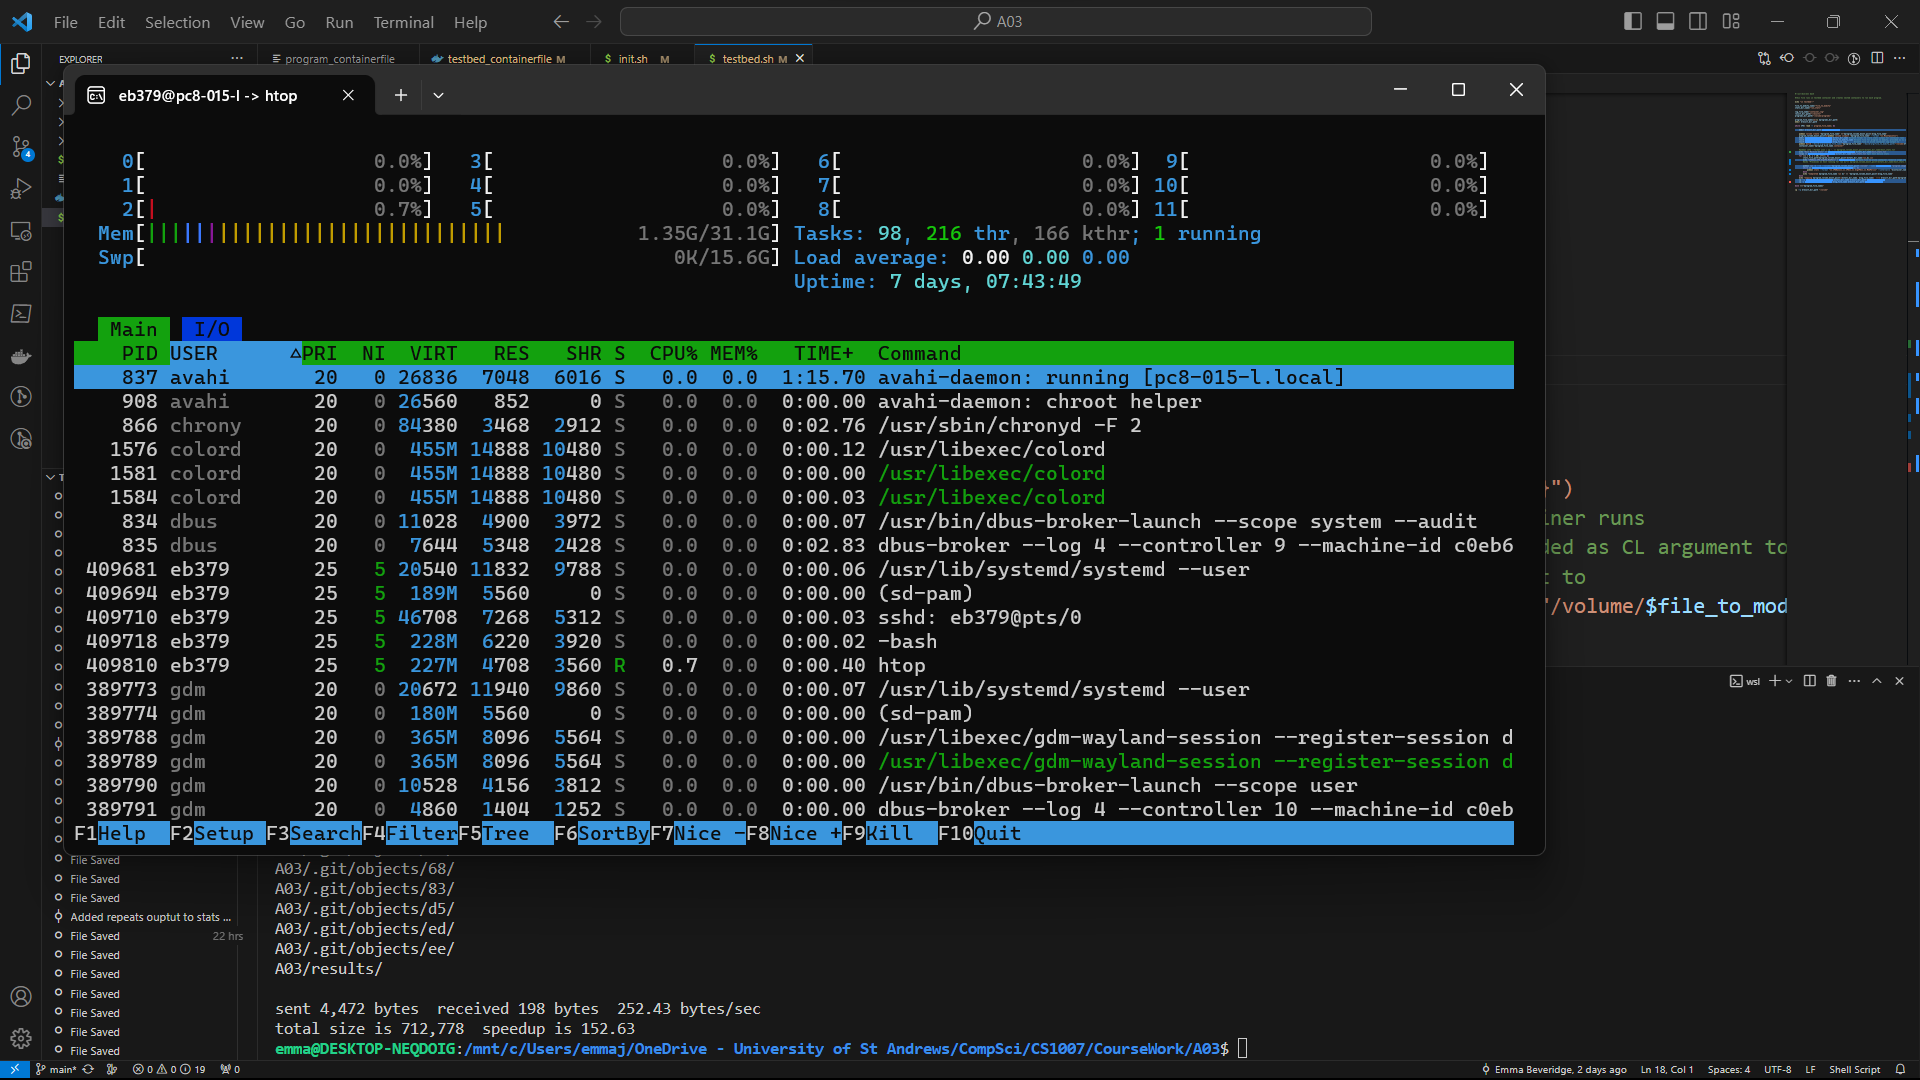 File Edit Selection View Go Run Terminal Help
A03
EXPLORER ...
program_containerfile
testbed_containerfile M
$ init.sh M
$ testbed.sh M
eb379@pc8-015-l -> htop
0[ 0.0%] 3[ 0.0%] 6[ 0.0%] 9[ 0.0%]
1[ 0.0%] 4[ 0.0%] 7[ 0.0%] 10[ 0.0%]
2[| 0.7%] 5[ 0.0%] 8[ 0.0%] 11[ 0.0%]
Mem[|||||||||||||||||||||||||||||| 1.35G/31.1G] Tasks: 98, 216 thr, 166 kthr; 1 running
Swp[ 0K/15.6G] Load average: 0.00 0.00 0.00
Uptime: 7 days, 07:43:49
Main I/O
PID USER △PRI NI VIRT RES SHR S CPU% MEM% TIME+ Command
837 avahi 20 0 26836 7048 6016 S 0.0 0.0 1:15.70 avahi-daemon: running [pc8-015-l.local]
908 avahi 20 0 26560 852 0 S 0.0 0.0 0:00.00 avahi-daemon: chroot helper
866 chrony 20 0 84380 3468 2912 S 0.0 0.0 0:02.76 /usr/sbin/chronyd -F 2
1576 colord 20 0 455M 14888 10480 S 0.0 0.0 0:00.12 /usr/libexec/colord
1581 colord 20 0 455M 14888 10480 S 0.0 0.0 0:00.00 /usr/libexec/colord
1584 colord 20 0 455M 14888 10480 S 0.0 0.0 0:00.03 /usr/libexec/colord
834 dbus 20 0 11028 4900 3972 S 0.0 0.0 0:00.07 /usr/bin/dbus-broker-launch --scope system --audit
835 dbus 20 0 7644 5348 2428 S 0.0 0.0 0:02.83 dbus-broker --log 4 --controller 9 --machine-id c0eb6
409681 eb379 25 5 20540 11832 9788 S 0.0 0.0 0:00.06 /usr/lib/systemd/systemd --user
409694 eb379 25 5 189M 5560 0 S 0.0 0.0 0:00.00 (sd-pam)
409710 eb379 25 5 46708 7268 5312 S 0.0 0.0 0:00.03 sshd: eb379@pts/0
409718 eb379 25 5 228M 6220 3920 S 0.0 0.0 0:00.02 -bash
409810 eb379 25 5 227M 4708 3560 R 0.7 0.0 0:00.40 htop
389773 gdm 20 0 20672 11940 9860 S 0.0 0.0 0:00.07 /usr/lib/systemd/systemd --user
389774 gdm 20 0 180M 5560 0 S 0.0 0.0 0:00.00 (sd-pam)
389788 gdm 20 0 365M 8096 5564 S 0.0 0.0 0:00.00 /usr/libexec/gdm-wayland-session --register-session d
389789 gdm 20 0 365M 8096 5564 S 0.0 0.0 0:00.00 /usr/libexec/gdm-wayland-session --register-session d
389790 gdm 20 0 10528 4156 3812 S 0.0 0.0 0:00.00 /usr/bin/dbus-broker-launch --scope user
389791 gdm 20 0 4860 1404 1252 S 0.0 0.0 0:00.00 dbus-broker --log 4 --controller 10 --machine-id c0eb
F1Help F2Setup F3SearchF4FilterF5Tree F6SortByF7Nice -F8Nice +F9Kill F10Quit
")
iner runs
ded as CL argument to
t to
"/volume/$file_to_mod
wsl
4
File Saved
File Saved
File Saved
Added repeats ouptut to stats ...
File Saved 22 hrs
File Saved
File Saved
File Saved
File Saved
File Saved
File Saved
A03/.git/objects/68/
A03/.git/objects/83/
A03/.git/objects/d5/
A03/.git/objects/ed/
A03/.git/objects/ee/
A03/results/
sent 4,472 bytes received 198 bytes 252.43 bytes/sec
total size is 712,778 speedup is 152.63
emma@DESKTOP-NEQDOIG:/mnt/c/Users/emmaj/OneDrive - University of St Andrews/CompSci/CS1007/CourseWork/A03$
main* 0 0 19 0 Emma Beveridge, 2 days ago Ln 18, Col 1 Spaces: 4 UTF-8 LF Shell Script